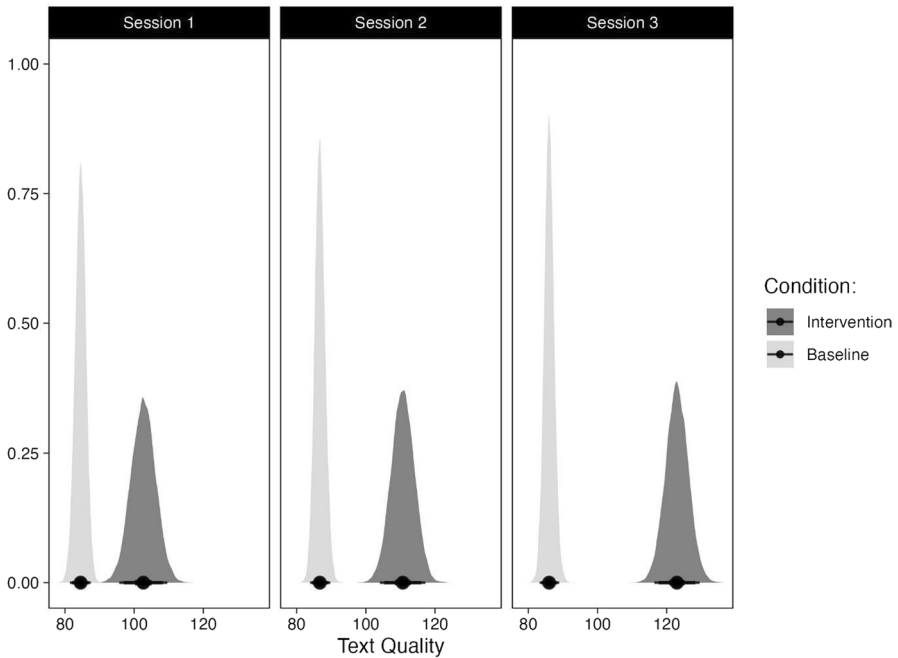 Session 1
Session 2
Session 3
1.00
0.75
0.50
0.25
0.00
80 100 120
80 100 120
80 100 120
Text Quality
Condition:
Intervention
Baseline